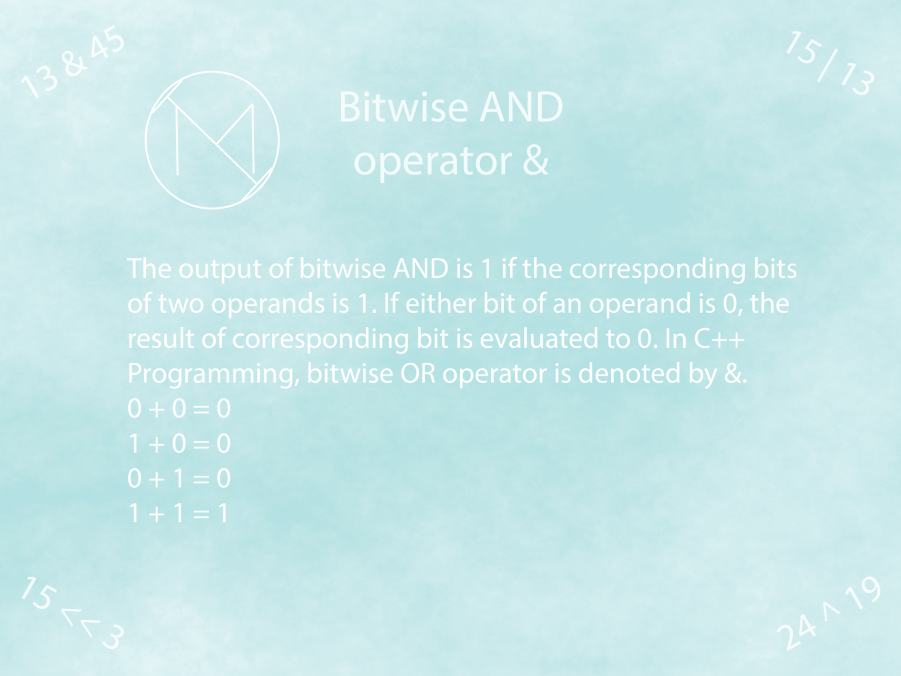 13 & 45
15 | 13
Bitwise AND
operator &
The output of bitwise AND is 1 if the corresponding bits
of two operands is 1. If either bit of an operand is 0, the
result of corresponding bit is evaluated to 0. In C++
Programming, bitwise OR operator is denoted by &.
0 + 0 = 0
1 + 0 = 0
0 + 1 = 0
1 + 1 = 1
15 << 3
24 ^ 19